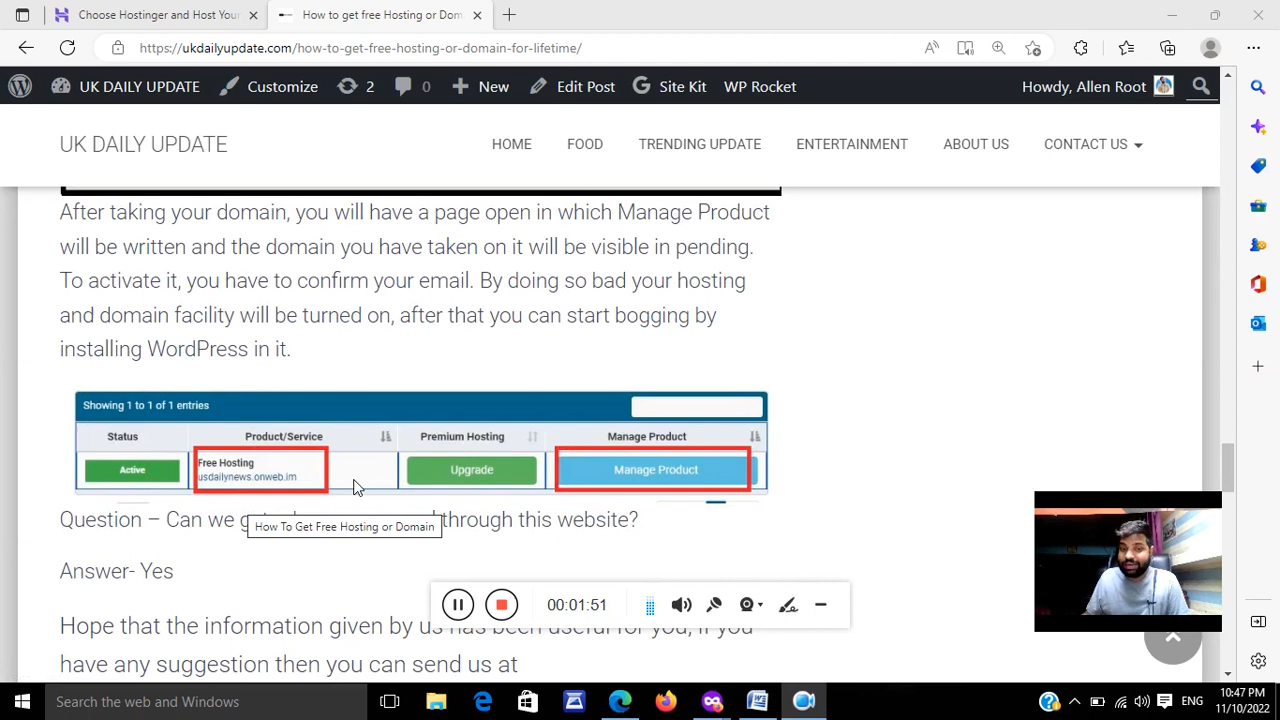 Choose Hostinger and Host Your
How to get free Hosting or Dom
https://ukdailyupdate.com/how-to-get-free-hosting-or-domain-for-lifetime/
UK DAILY UPDATE
Customize
2
0
New
Edit Post
Site Kit
WP Rocket
Howdy, Allen Root
UK DAILY UPDATE
HOME
FOOD
TRENDING UPDATE
ENTERTAINMENT
ABOUT US
CONTACT US
After taking your domain, you will have a page open in which Manage Product
will be written and the domain you have taken on it will be visible in pending.
To activate it, you have to confirm your email. By doing so bad your hosting
and domain facility will be turned on, after that you can start bogging by
installing WordPress in it.
Showing 1 to 1 of 1 entries
Status Product/Service Premium Hosting Manage Product
Active Free Hosting Upgrade Manage Product
usdailynews.onweb.im
Question – Can we through this website?
How To Get Free Hosting or Domain
Answer- Yes
00:01:51
Hope that the information given by us has been useful for you, if you
have any suggestion then you can send us at
Search the web and Windows
ENG
10:47 PM
11/10/2022